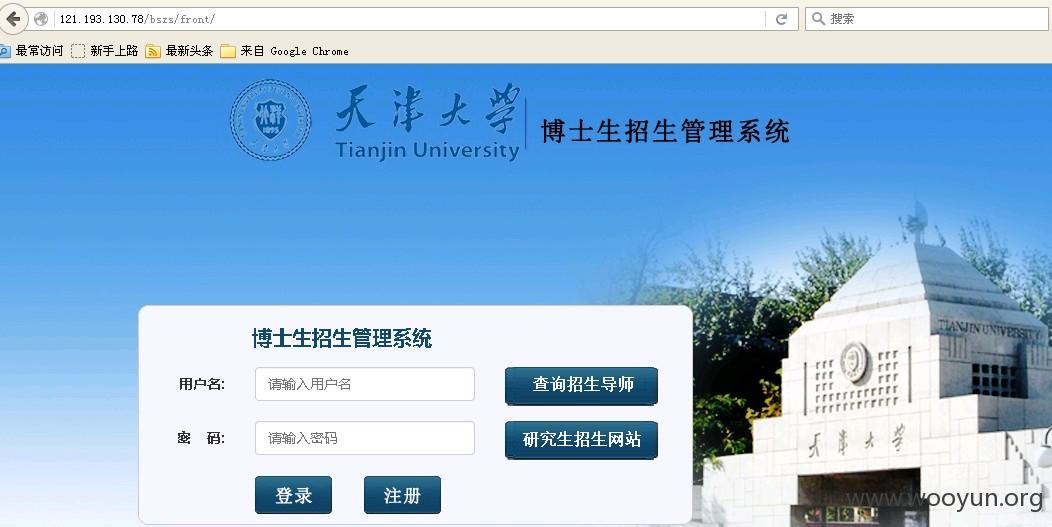 121.193.130.78/bszs/front/
搜索
最常访问 新手上路 最新头条 来自 Google Chrome
天津大学
Tianjin University
1895
博士生招生管理系统
TIANJIN UNIVERSITY
博士生招生管理系统
用户名: 请输入用户名 查询招生导师
密 码: 请输入密码 研究生招生网站
天津大学
登录 注册
www.wooyun.org